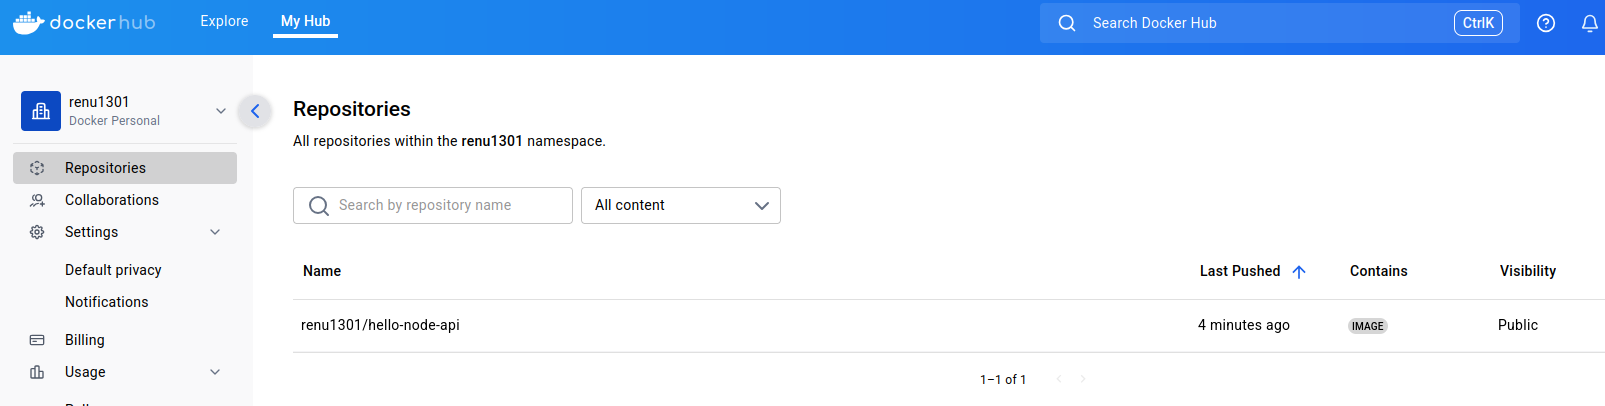 dockerhub Explore My Hub Search Docker Hub CtrlK
renu1301
Docker Personal
Repositories
Collaborations
Settings
Default privacy
Notifications
Billing
Usage
Repositories
All repositories within the renu1301 namespace.
Search by repository name All content
Name Last Pushed Contains Visibility
renu1301/hello-node-api 4 minutes ago IMAGE Public
1–1 of 1